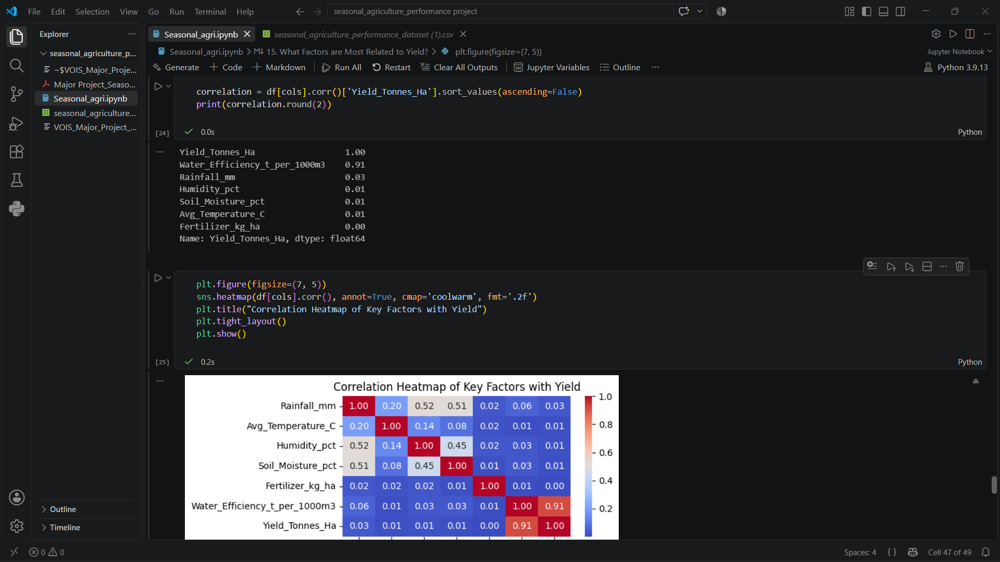 File Edit Selection View Go Run Terminal Help
seasonal_agriculture_performance project
Explorer
seasonal_agriculture_p...
~$VOIS_Major_Proje...
Major Project_Seaso...
Seasonal_agri.ipynb
seasonal_agriculture...
VOIS_Major_Project_...
Outline
Timeline
Seasonal_agri.ipynb
seasonal_agriculture_performance_dataset (1).csv
Seasonal_agri.ipynb > M↓ 15. What Factors are Most Related to Yield? > plt.figure(figsize=(7, 5))
Jupyter Notebook
Generate + Code + Markdown Run All Restart Clear All Outputs Jupyter Variables Outline ...
Python 3.9.13
correlation = df[cols].corr()['Yield_Tonnes_Ha'].sort_values(ascending=False)
print(correlation.round(2))
[24] 0.0s Python
Yield_Tonnes_Ha 1.00
Water_Efficiency_t_per_1000m3 0.91
Rainfall_mm 0.03
Humidity_pct 0.01
Soil_Moisture_pct 0.01
Avg_Temperature_C 0.01
Fertilizer_kg_ha 0.00
Name: Yield_Tonnes_Ha, dtype: float64
plt.figure(figsize=(7, 5))
sns.heatmap(df[cols].corr(), annot=True, cmap='coolwarm', fmt='.2f')
plt.title("Correlation Heatmap of Key Factors with Yield")
plt.tight_layout()
plt.show()
[25] 0.2s Python
Correlation Heatmap of Key Factors with Yield
Rainfall_mm 1.00 0.20 0.52 0.51 0.02 0.06 0.03
Avg_Temperature_C 0.20 1.00 0.14 0.08 0.02 0.01 0.01
Humidity_pct 0.52 0.14 1.00 0.45 0.02 0.03 0.01
Soil_Moisture_pct 0.51 0.08 0.45 1.00 0.01 0.03 0.01
Fertilizer_kg_ha 0.02 0.02 0.02 0.01 1.00 0.01 0.00
Water_Efficiency_t_per_1000m3 0.06 0.01 0.03 0.03 0.01 1.00 0.91
Yield_Tonnes_Ha 0.03 0.01 0.01 0.01 0.00 0.91 1.00
1.0
0.8
0.6
0.4
0.2
0 0
Spaces: 4 { } Cell 47 of 49